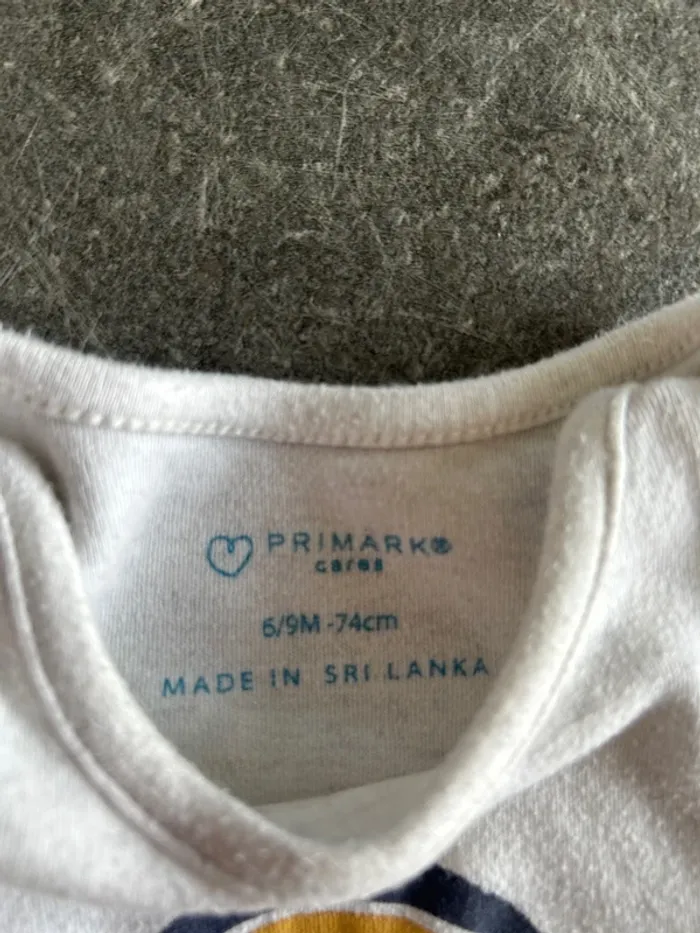 PRIMARK®
cares
6/9M -74cm
MADE IN SRI LANKA